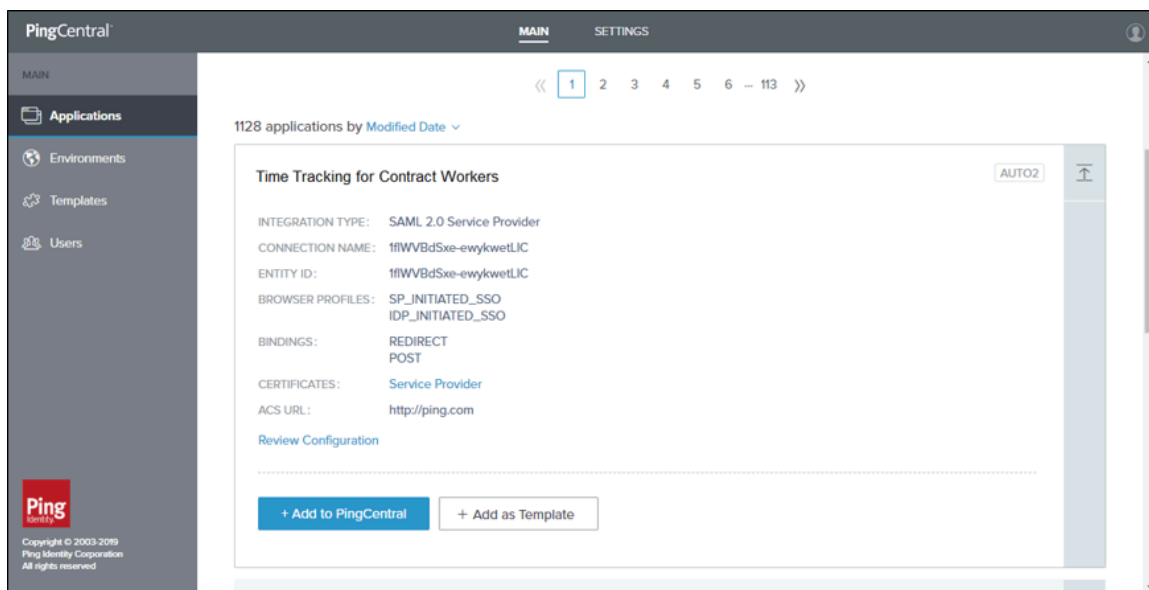 PingCentral
MAIN SETTINGS
MAIN
Applications
Environments
Templates
Users
« 1 2 3 4 5 6 ... 113 »
1128 applications by Modified Date
Time Tracking for Contract Workers
AUTO2
INTEGRATION TYPE: SAML 2.0 Service Provider
CONNECTION NAME: 1flWVBdSxe-ewykwetLIC
ENTITY ID: 1flWVBdSxe-ewykwetLIC
BROWSER PROFILES: SP_INITIATED_SSO
IDP_INITIATED_SSO
BINDINGS: REDIRECT
POST
CERTIFICATES: Service Provider
ACS URL: http://ping.com
Review Configuration
+ Add to PingCentral + Add as Template
Ping
Identity
Copyright © 2003-2019
Ping Identity Corporation
All rights reserved